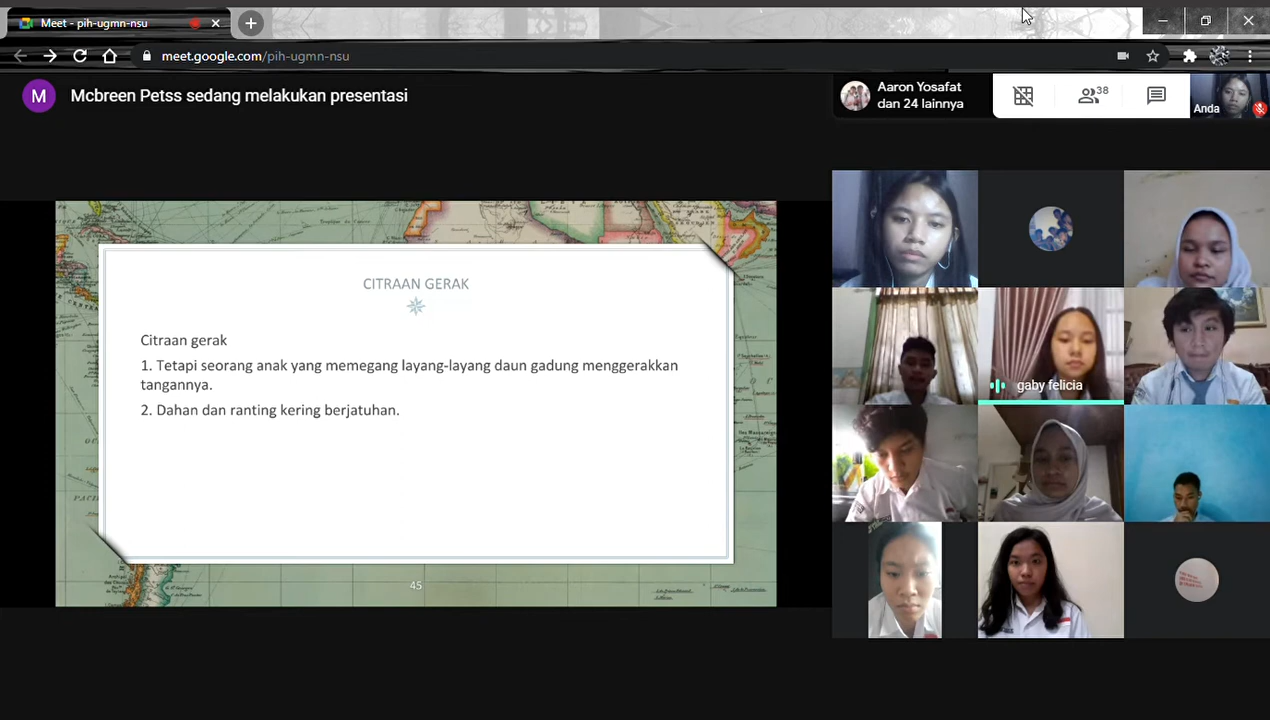 Meet - pih-ugmn-nsu
meet.google.com/pih-ugmn-nsu
M
Mcbreen Petss sedang melakukan presentasi
Aaron Yosafat
dan 24 lainnya
38
Anda
CITRAAN GERAK
Citraan gerak
1. Tetapi seorang anak yang memegang layang-layang daun gadung menggerakkan
tangannya.
2. Dahan dan ranting kering berjatuhan.
45
gaby felicia